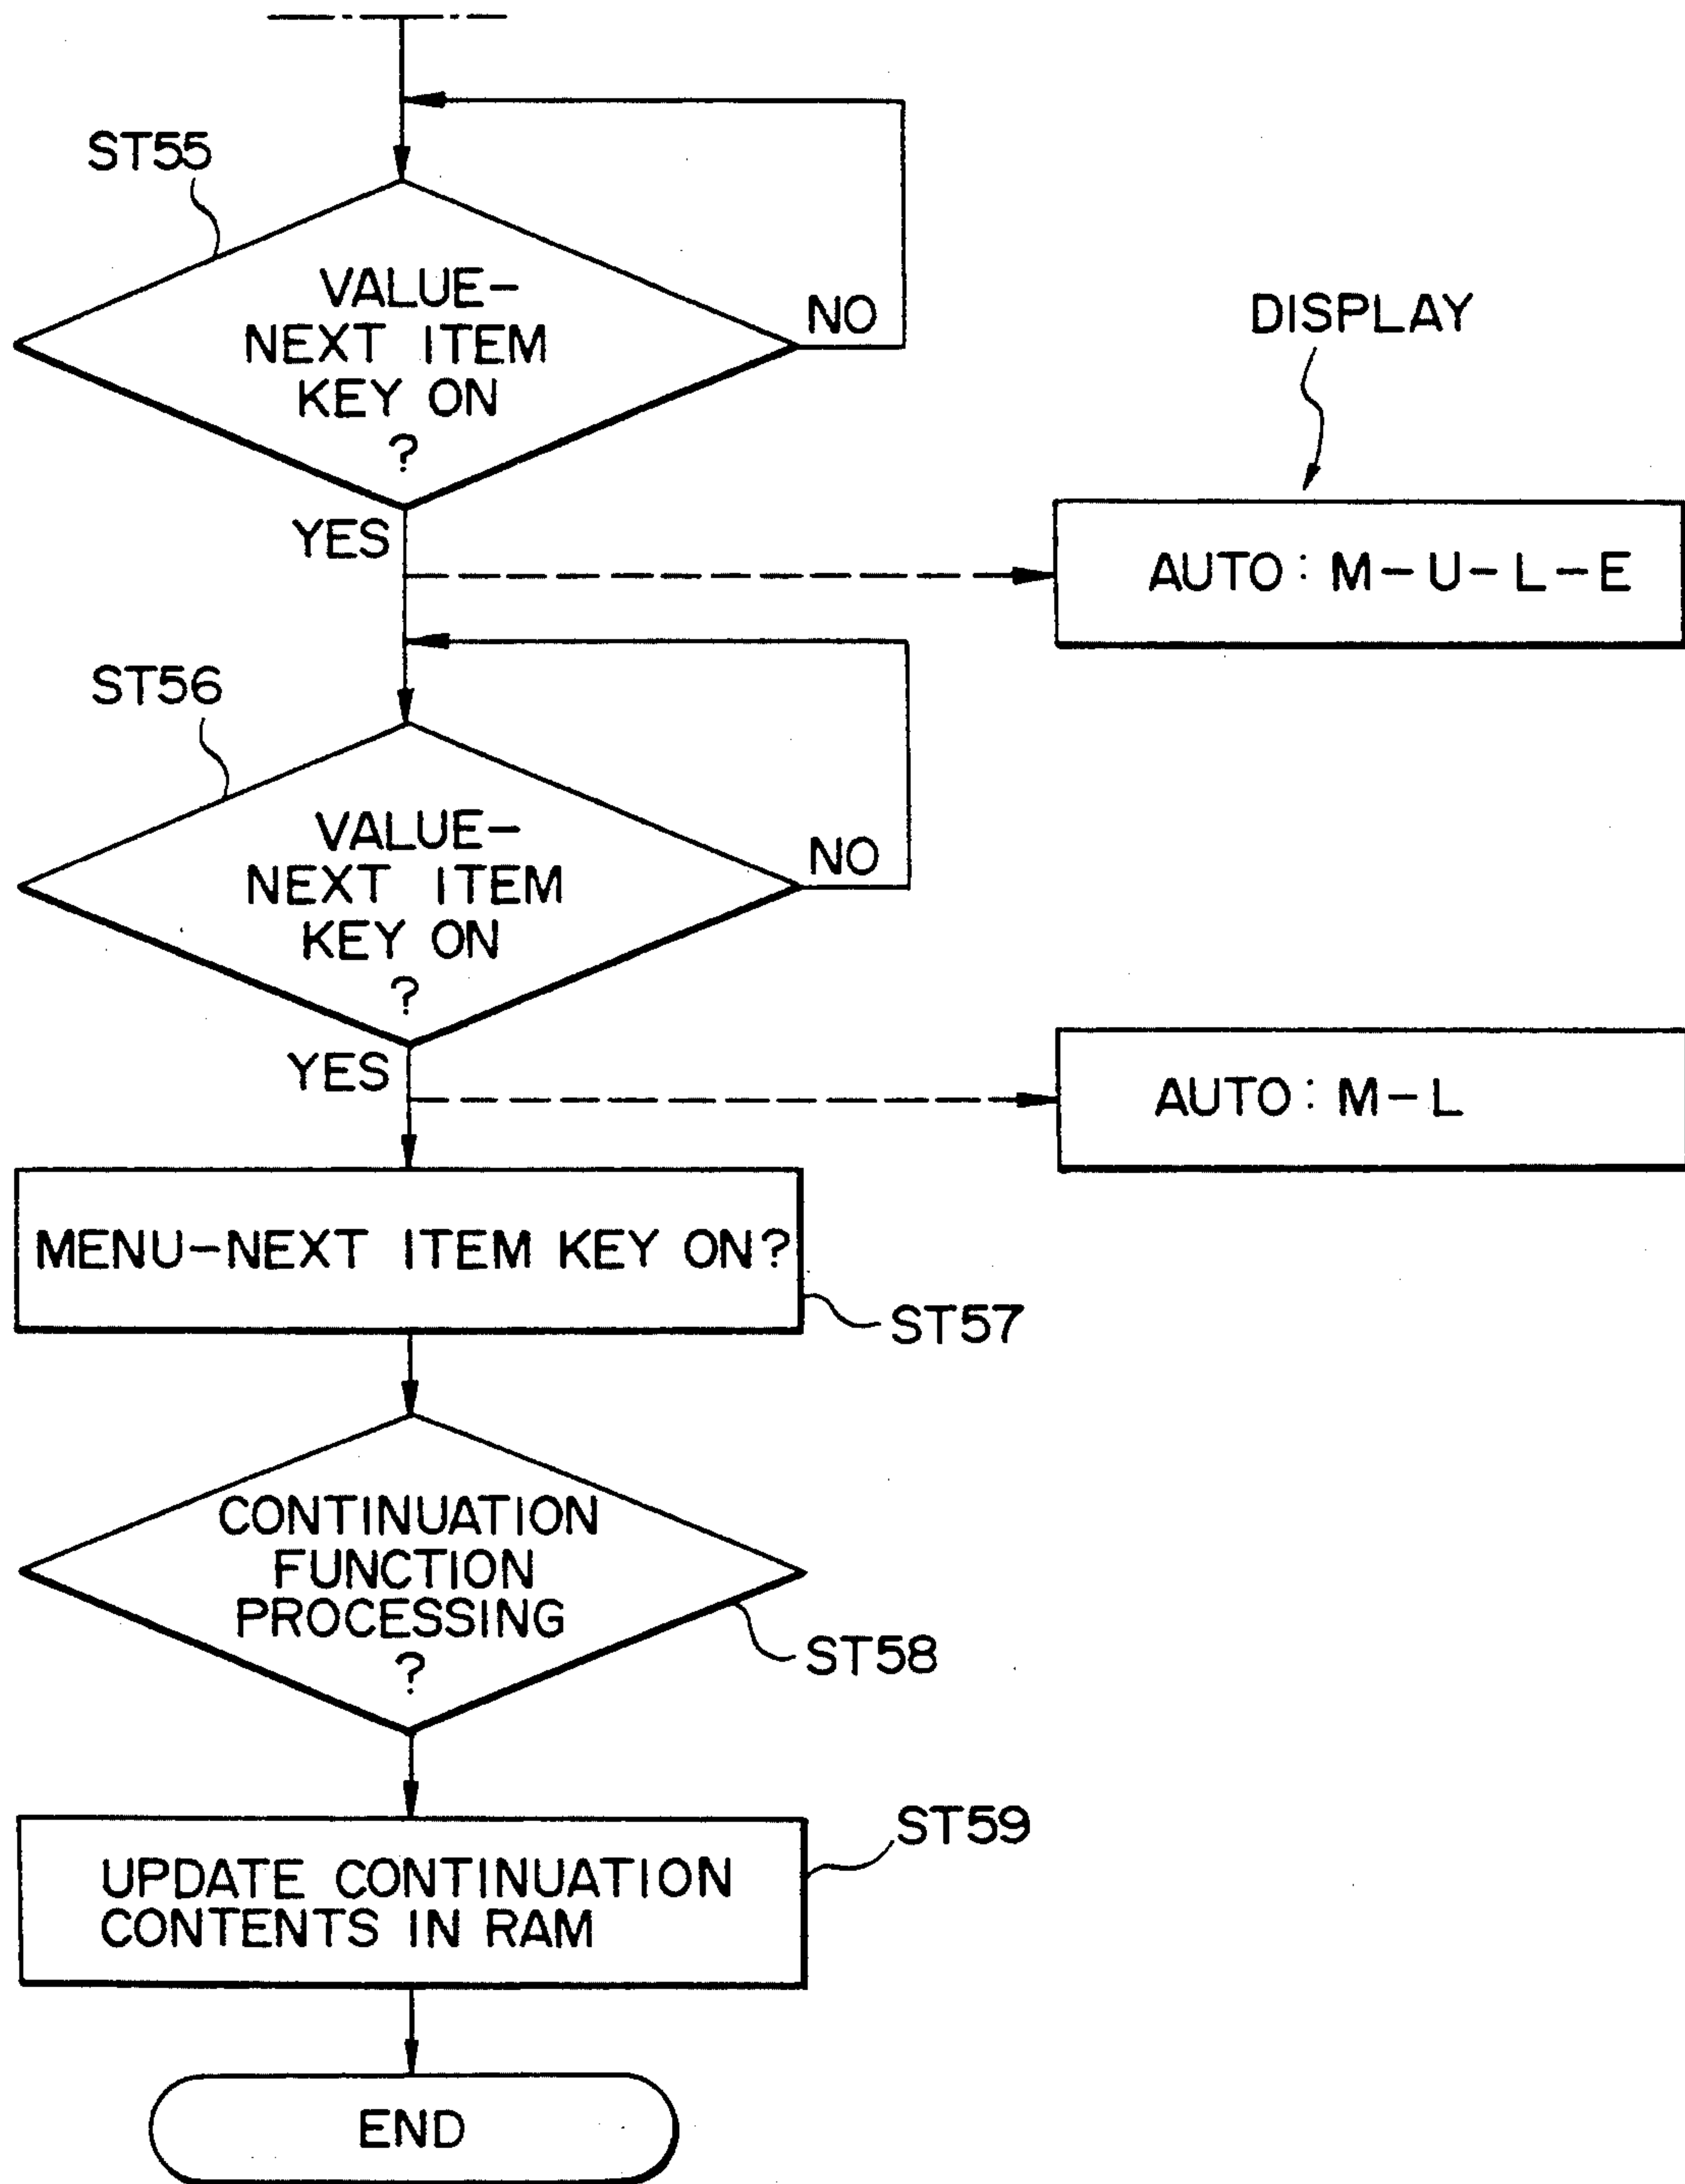 ST55
VALUE-
NEXT ITEM
KEY ON
?
NO
YES
DISPLAY
AUTO: M-U-L-E
ST56
VALUE-
NEXT ITEM
KEY ON
?
NO
YES
AUTO: M-L
MENU-NEXT ITEM KEY ON?
ST57
CONTINUATION
FUNCTION
PROCESSING
?
ST58
ST59
UPDATE CONTINUATION
CONTENTS IN RAM
END